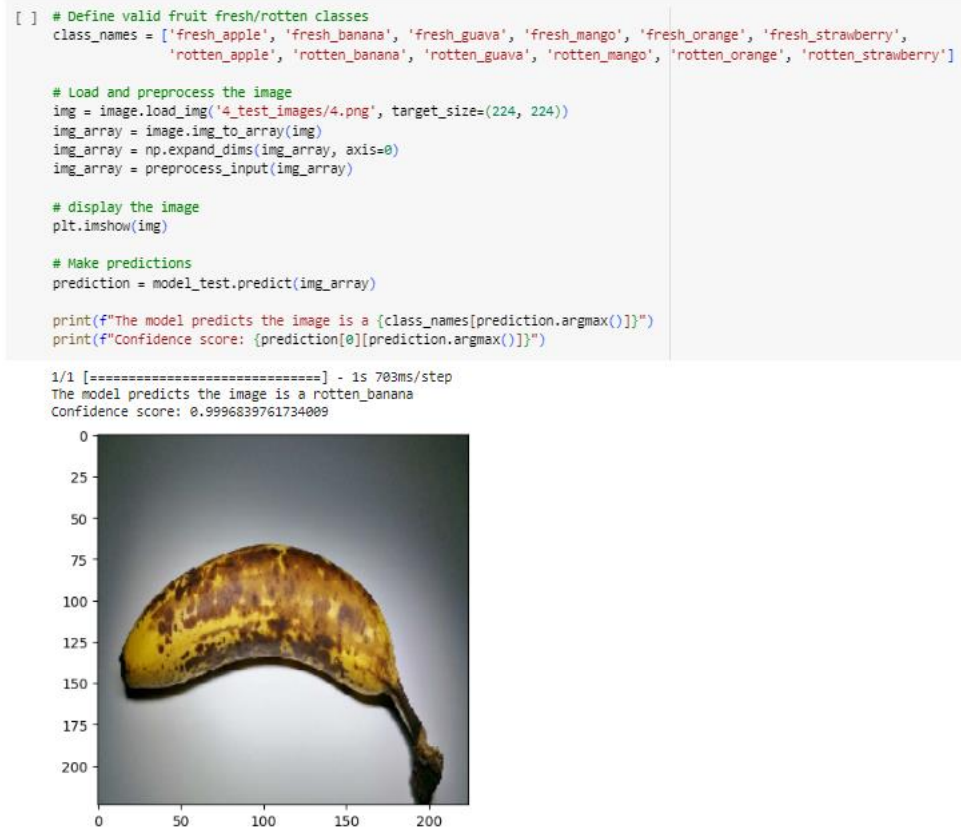 [ ] # Define valid fruit fresh/rotten classes
class_names = ['fresh_apple', 'fresh_banana', 'fresh_guava', 'fresh_mango', 'fresh_orange', 'fresh_strawberry',
'rotten_apple', 'rotten_banana', 'rotten_guava', 'rotten_mango', 'rotten_orange', 'rotten_strawberry']
# Load and preprocess the image
img = image.load_img('4_test_images/4.png', target_size=(224, 224))
img_array = image.img_to_array(img)
img_array = np.expand_dims(img_array, axis=0)
img_array = preprocess_input(img_array)
# display the image
plt.imshow(img)
# Make predictions
prediction = model_test.predict(img_array)
print(f"The model predicts the image is a {class_names[prediction.argmax()]}")
print(f"Confidence score: {prediction[0][prediction.argmax()]}")
1/1 [==============================] - 1s 703ms/step
The model predicts the image is a rotten_banana
Confidence score: 0.9996839761734009
0
25
50
75
100
125
150
175
200
0 50 100 150 200